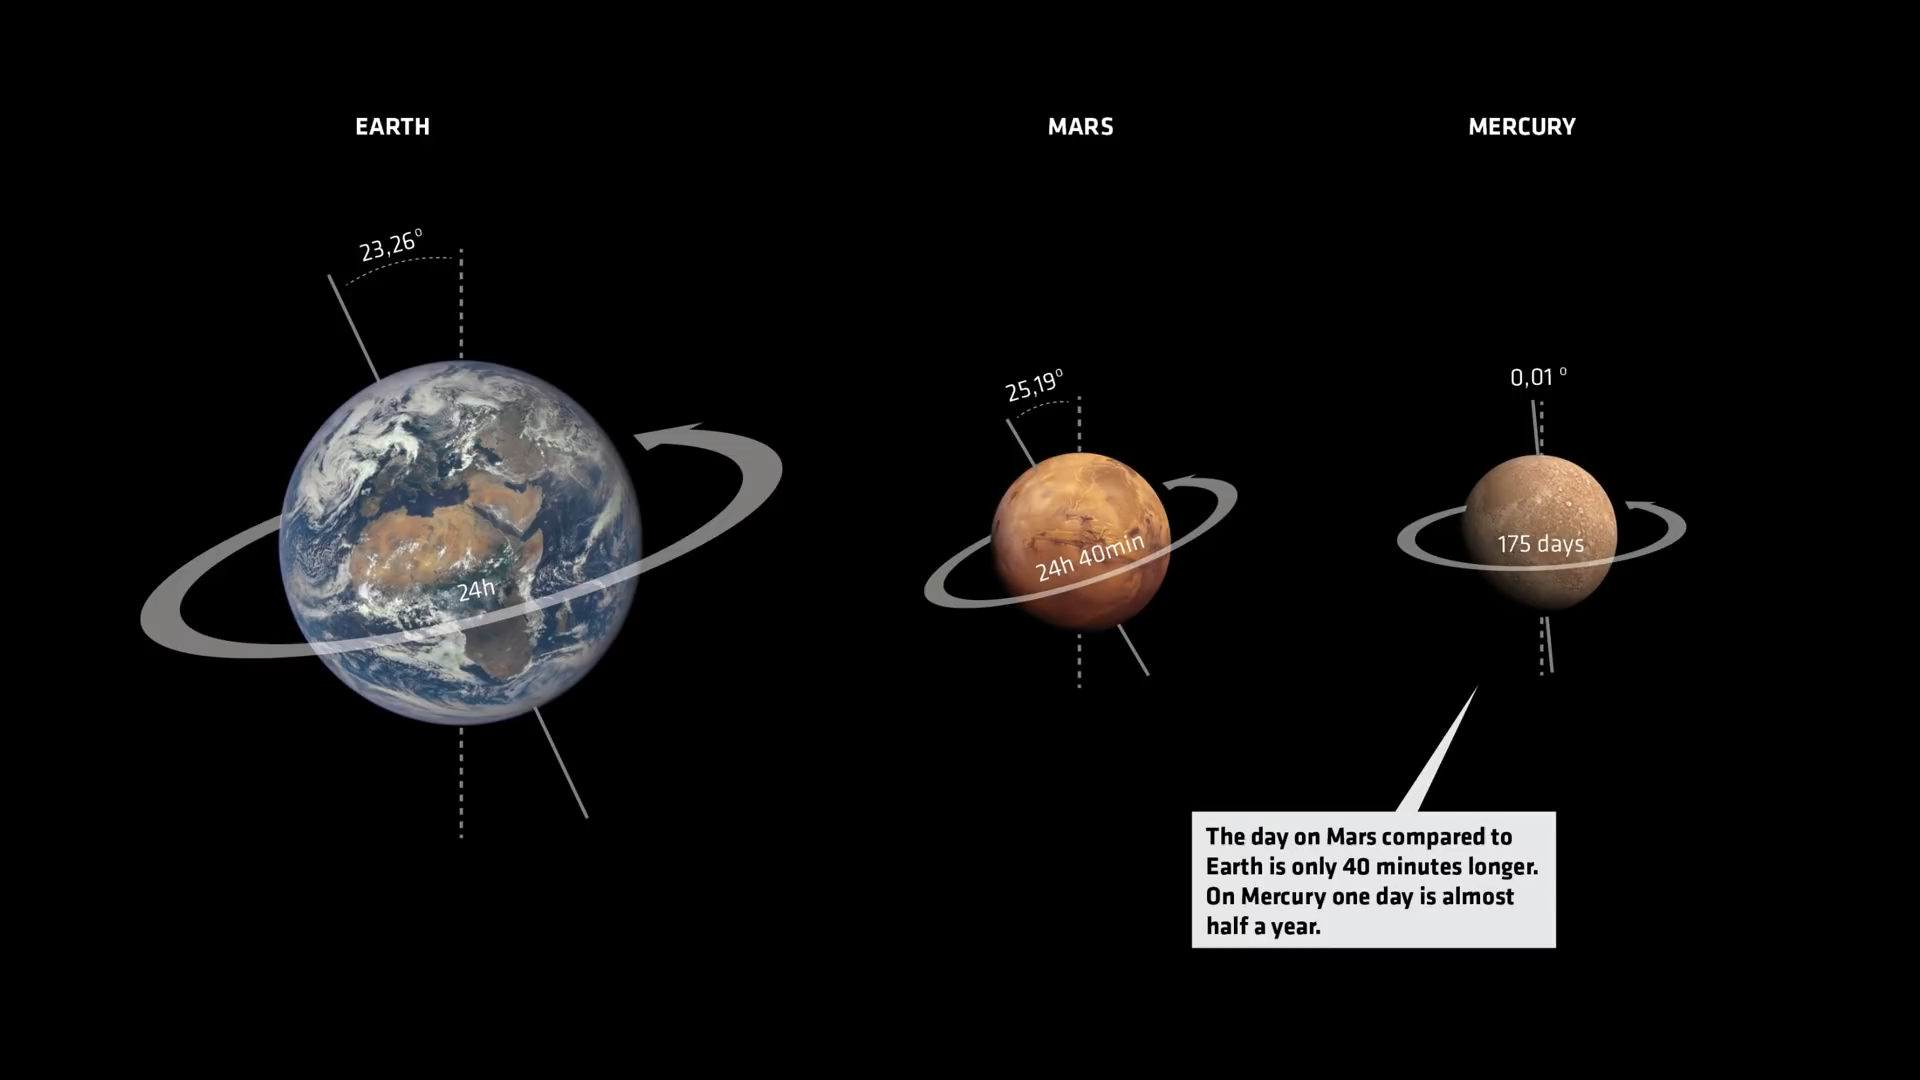 EARTH
MARS
MERCURY
23,26°
25,19°
0,01 °
24h
24h 40min
175 days
The day on Mars compared to
Earth is only 40 minutes longer.
On Mercury one day is almost
half a year.